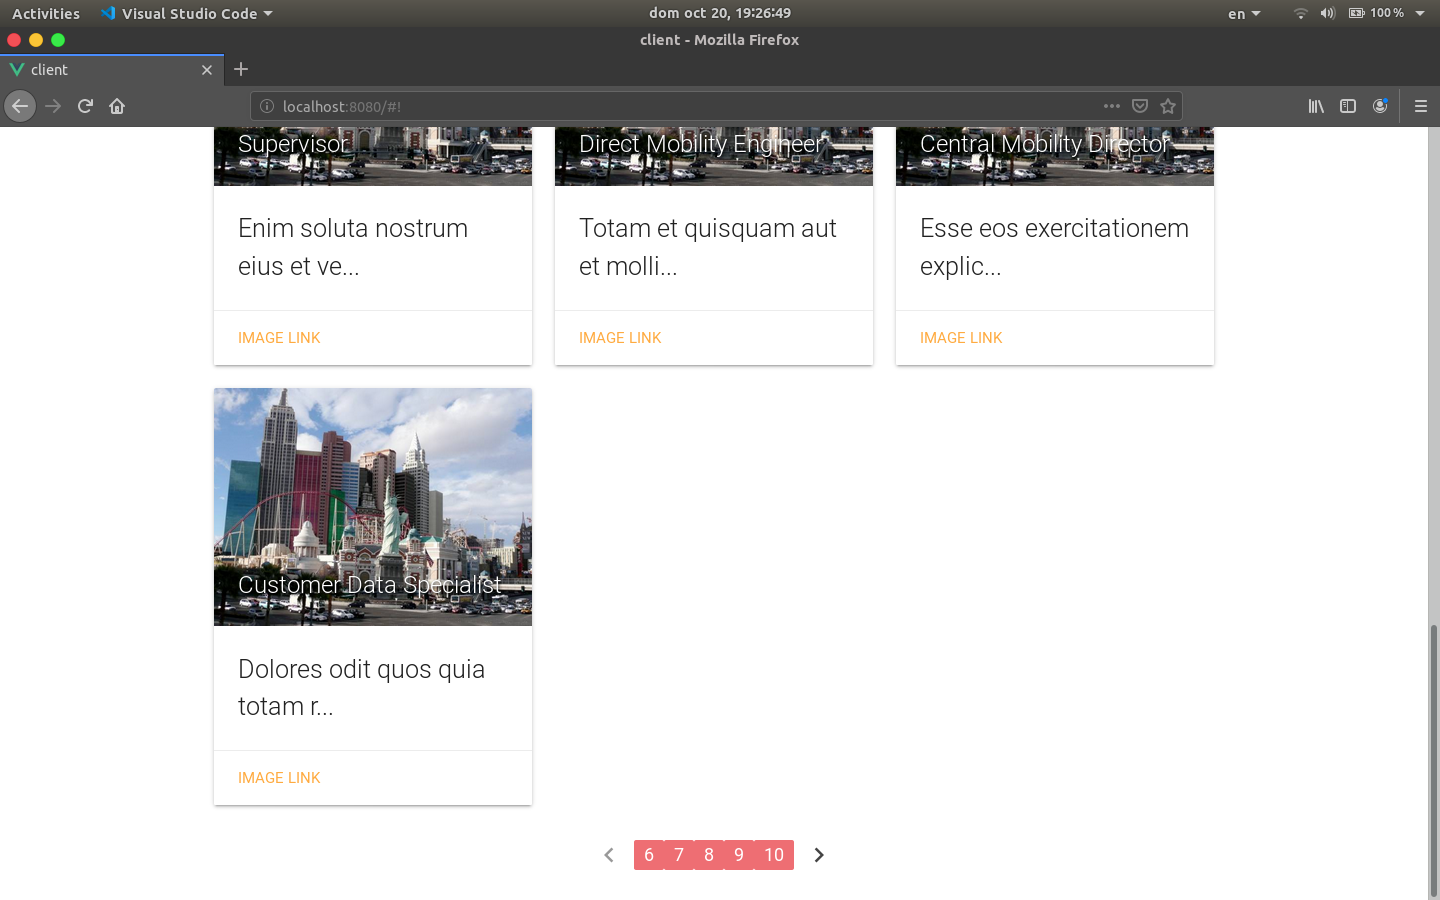 Activities
Visual Studio Code
dom oct 20, 19:26:49
en
100 %
client - Mozilla Firefox
client
localhost:8080/#!
Supervisor
Direct Mobility Engineer
Central Mobility Director
Enim soluta nostrum
eius et ve...
Totam et quisquam aut
et molli...
Esse eos exercitationem
explic...
IMAGE LINK
IMAGE LINK
IMAGE LINK
Customer Data Specialist
Dolores odit quos quia
totam r...
IMAGE LINK
6 7 8 9 10